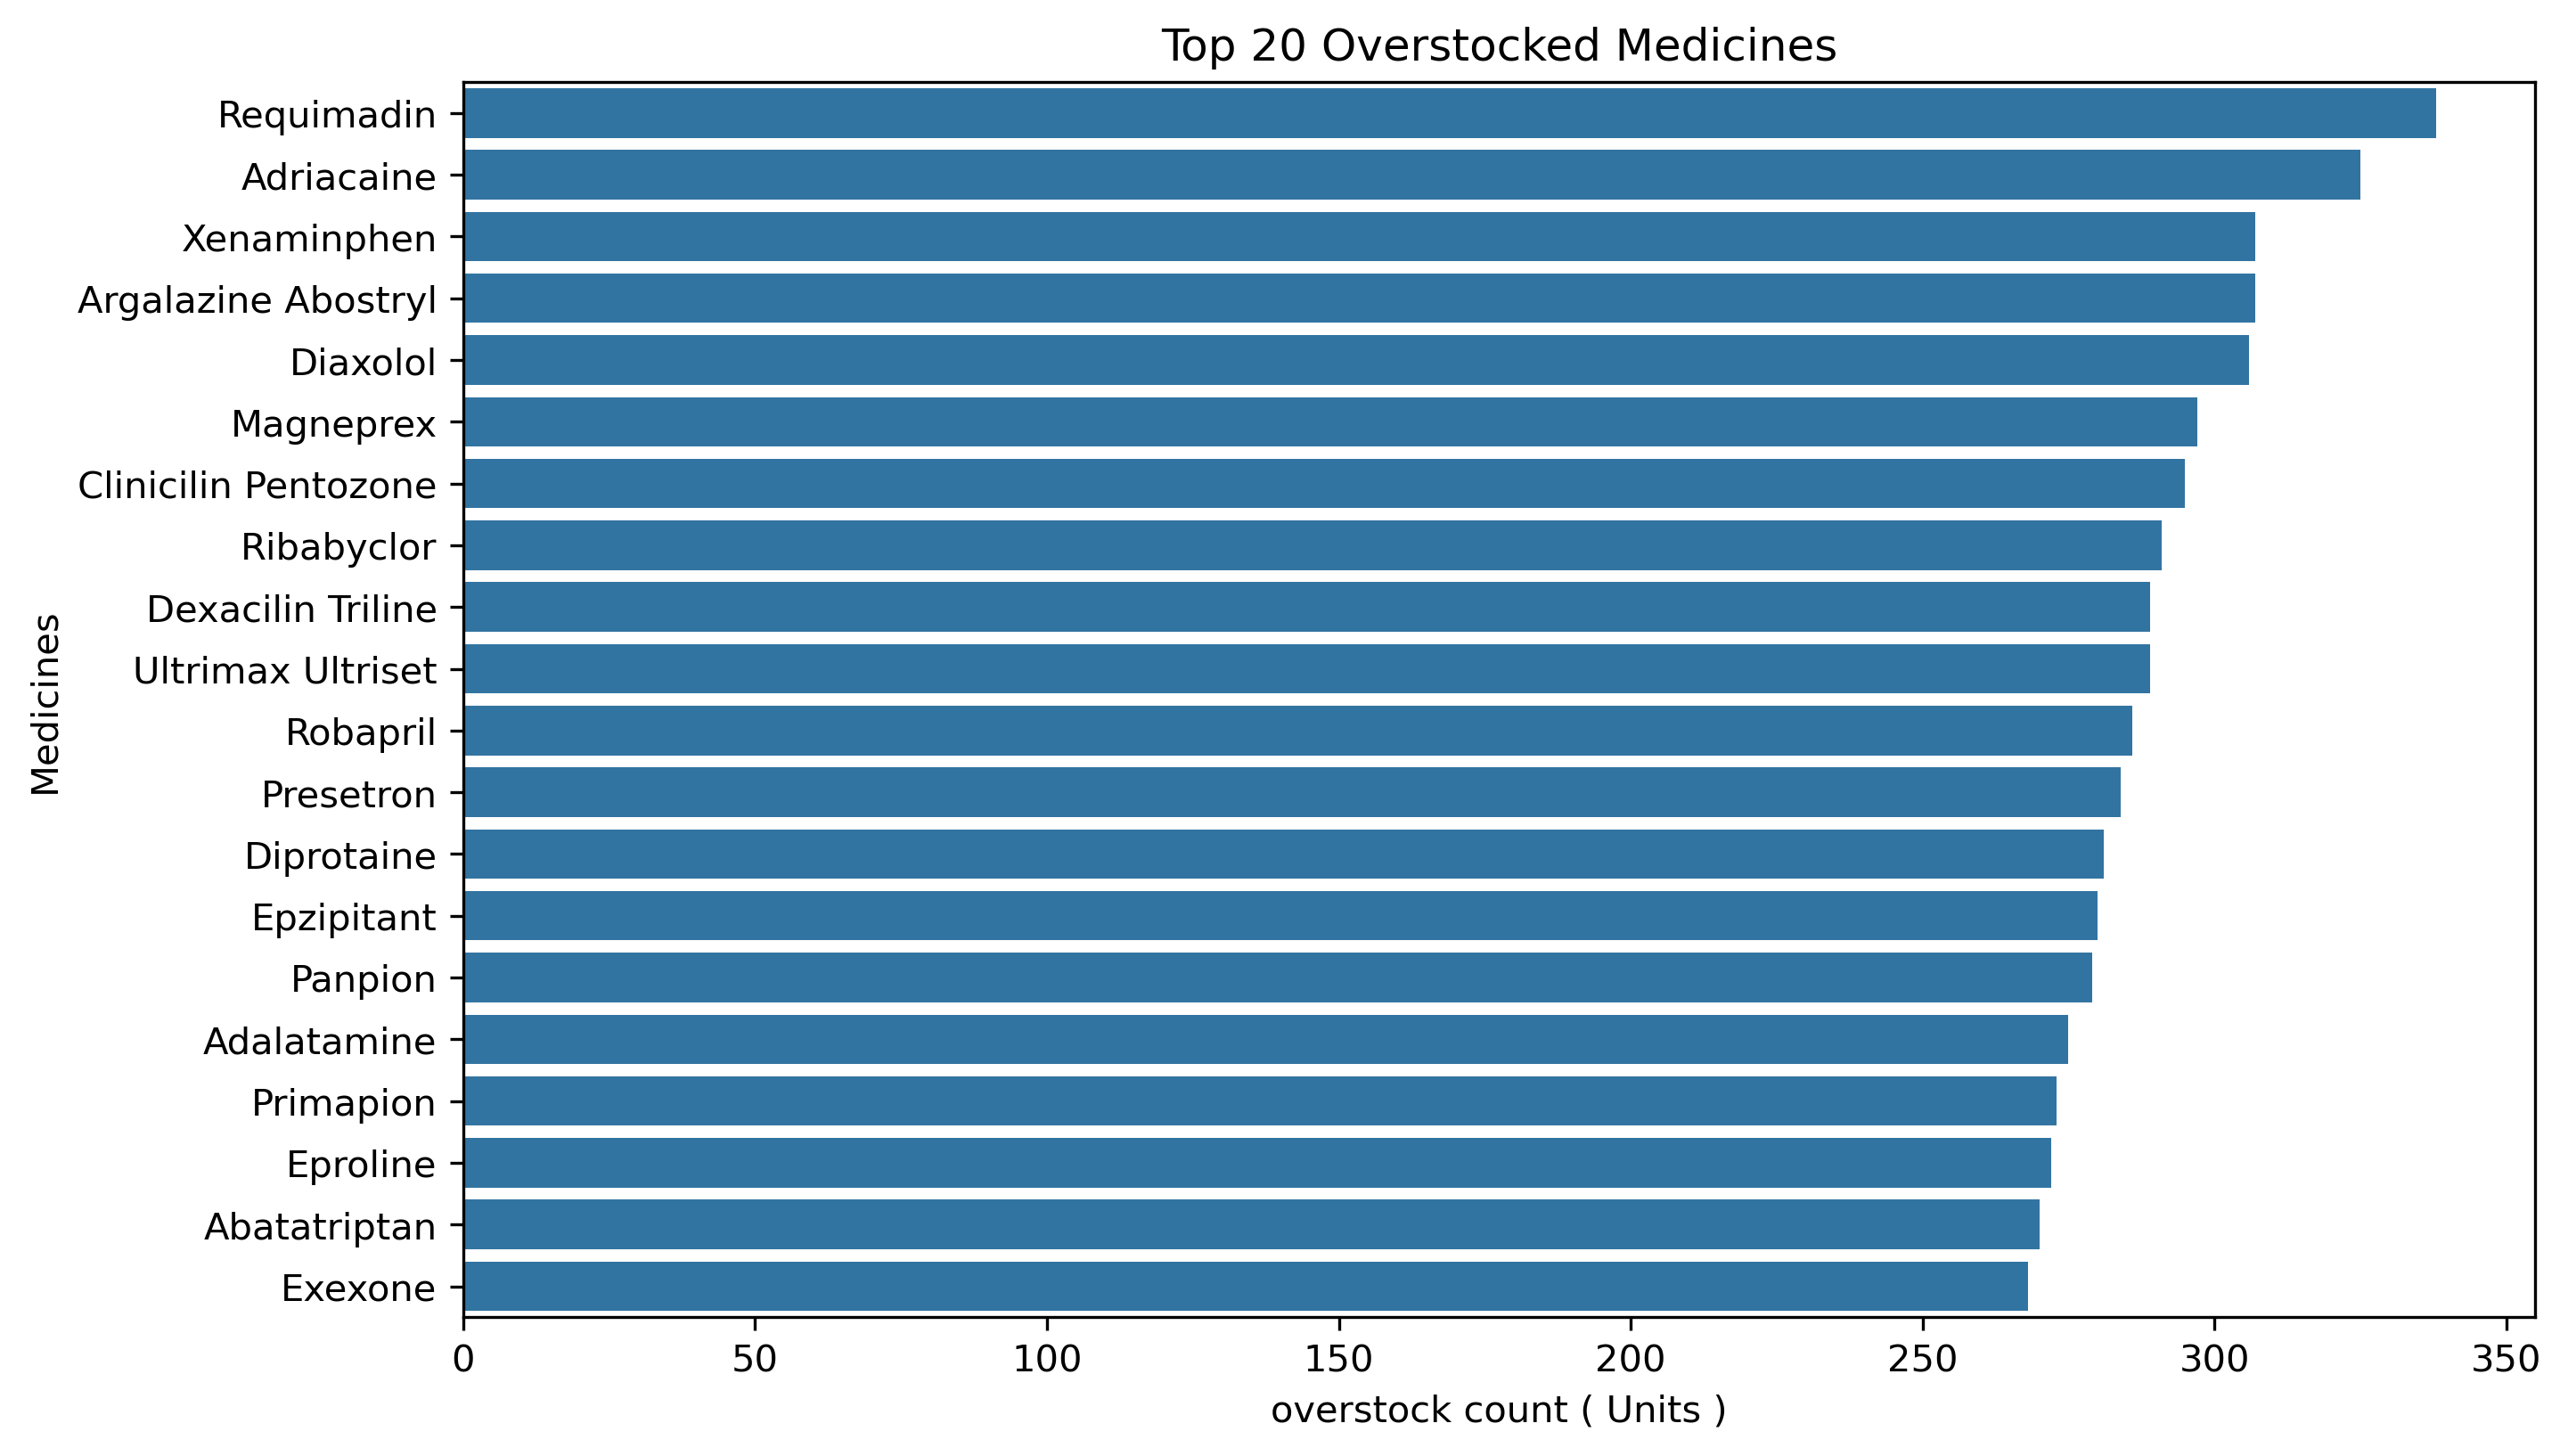 Top 20 Overstocked Medicines
Requimadin
Adriacaine
Xenaminphen
Argalazine Abostryl
Diaxolol
Magneprex
Clinicilin Pentozone
Ribabyclor
Dexacilin Triline
Ultrimax Ultriset
Robapril
Presetron
Diprotaine
Epzipitant
Panpion
Adalatamine
Primapion
Eproline
Abatatriptan
Exexone
Medicines
0 50 100 150 200 250 300 350
overstock count ( Units )